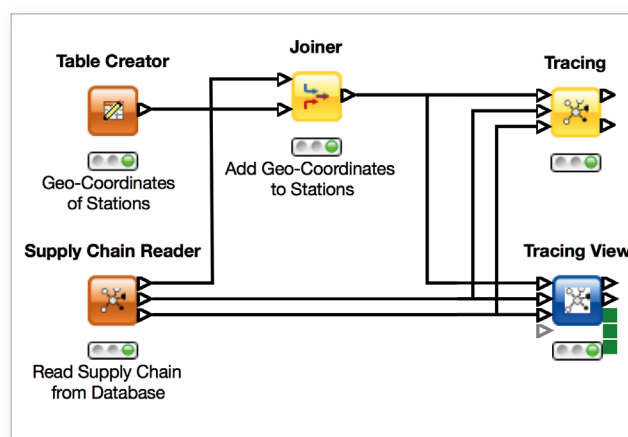 Table Creator
Geo-Coordinates
of Stations
Joiner
Add Geo-Coordinates
to Stations
Tracing
Supply Chain Reader
Read Supply Chain
from Database
Tracing View